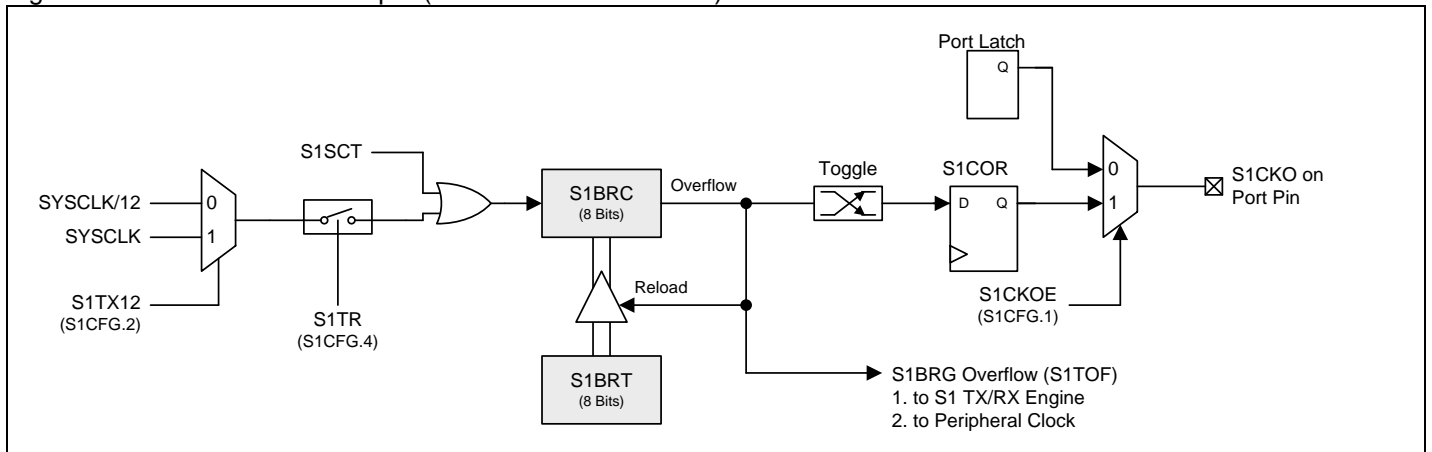 Port Latch
Q
S1SCT
Toggle
S1COR
0
S1CKO on
Port Pin
SYSCLK/12
0
S1BRC
(8 Bits)
Overflow
D
Q
1
SYSCLK
1
S1TX12
(S1CFG.2)
S1TR
(S1CFG.4)
Reload
S1CKOE
(S1CFG.1)
S1BRT
(8 Bits)
S1BRG Overflow (S1TOF)
1. to S1 TX/RX Engine
2. to Peripheral Clock